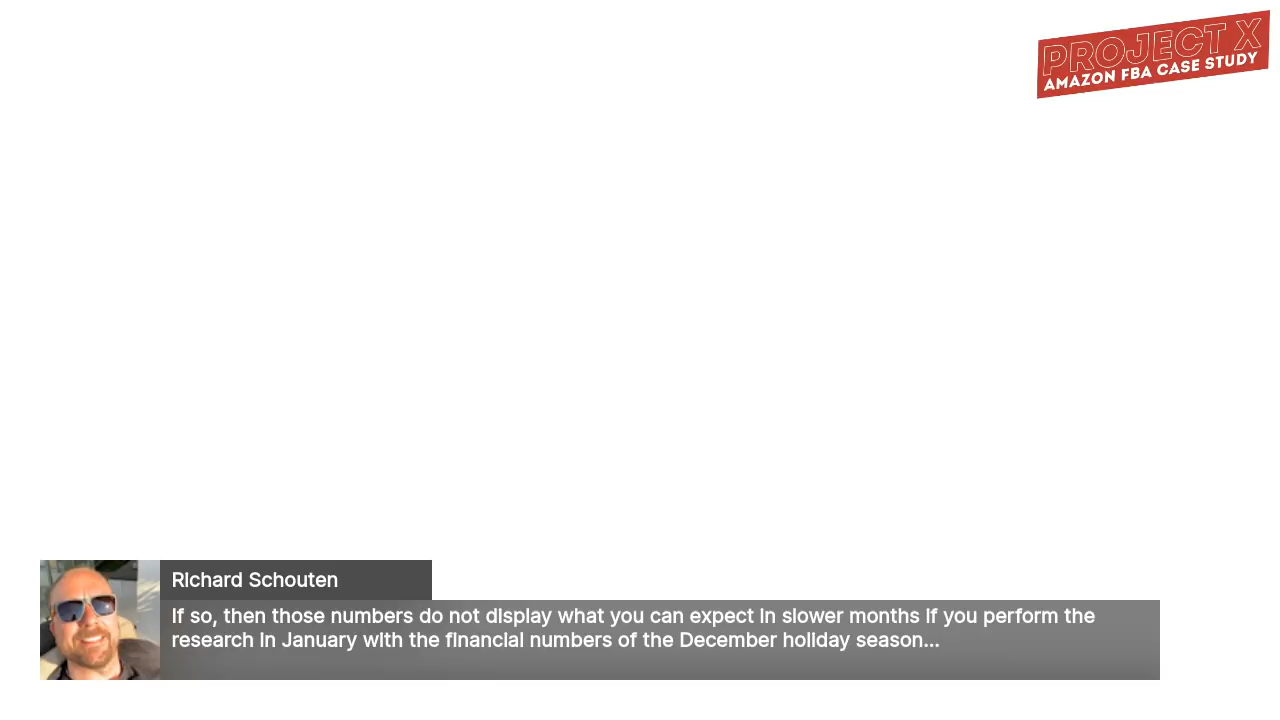 PROJECT X
AMAZON FBA CASE STUDY
Richard Schouten
If so, then those numbers do not display what you can expect in slower months if you perform the
research in January with the financial numbers of the December holiday season...